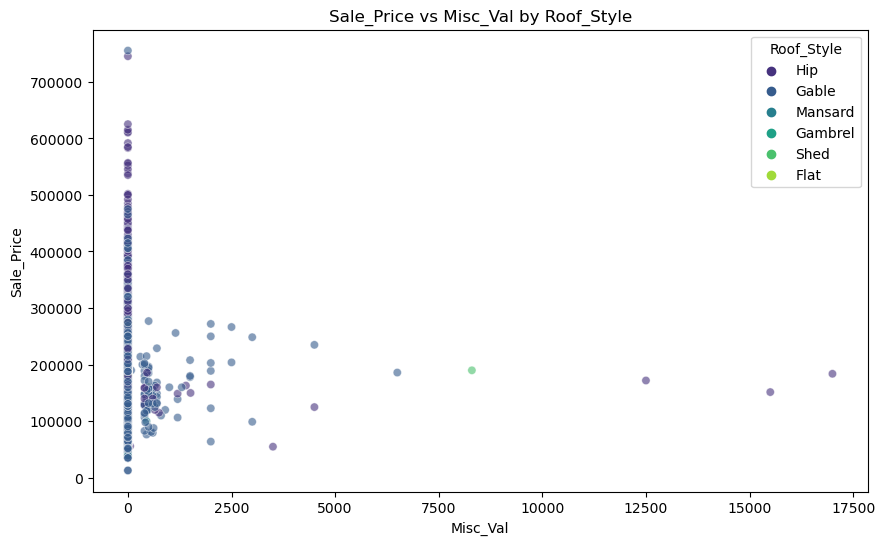 Sale_Price vs Misc_Val by Roof_Style
Roof_Style
Hip
Gable
Mansard
Gambrel
Shed
Flat
700000
600000
500000
400000
300000
200000
100000
0
Sale_Price
0 2500 5000 7500 10000 12500 15000 17500
Misc_Val